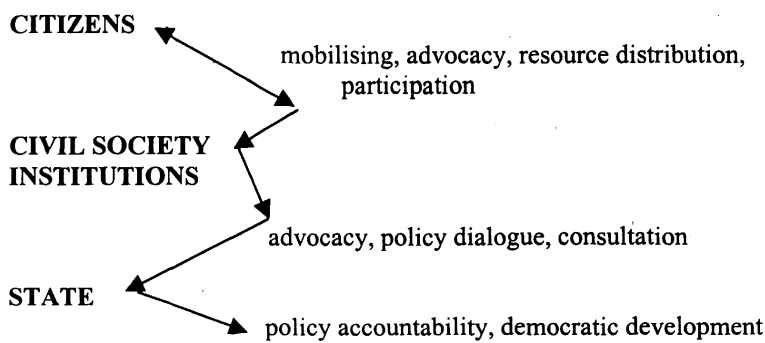 CITIZENS
mobilising, advocacy, resource distribution,
participation
CIVIL SOCIETY
INSTITUTIONS
advocacy, policy dialogue, consultation
STATE
policy accountability, democratic development